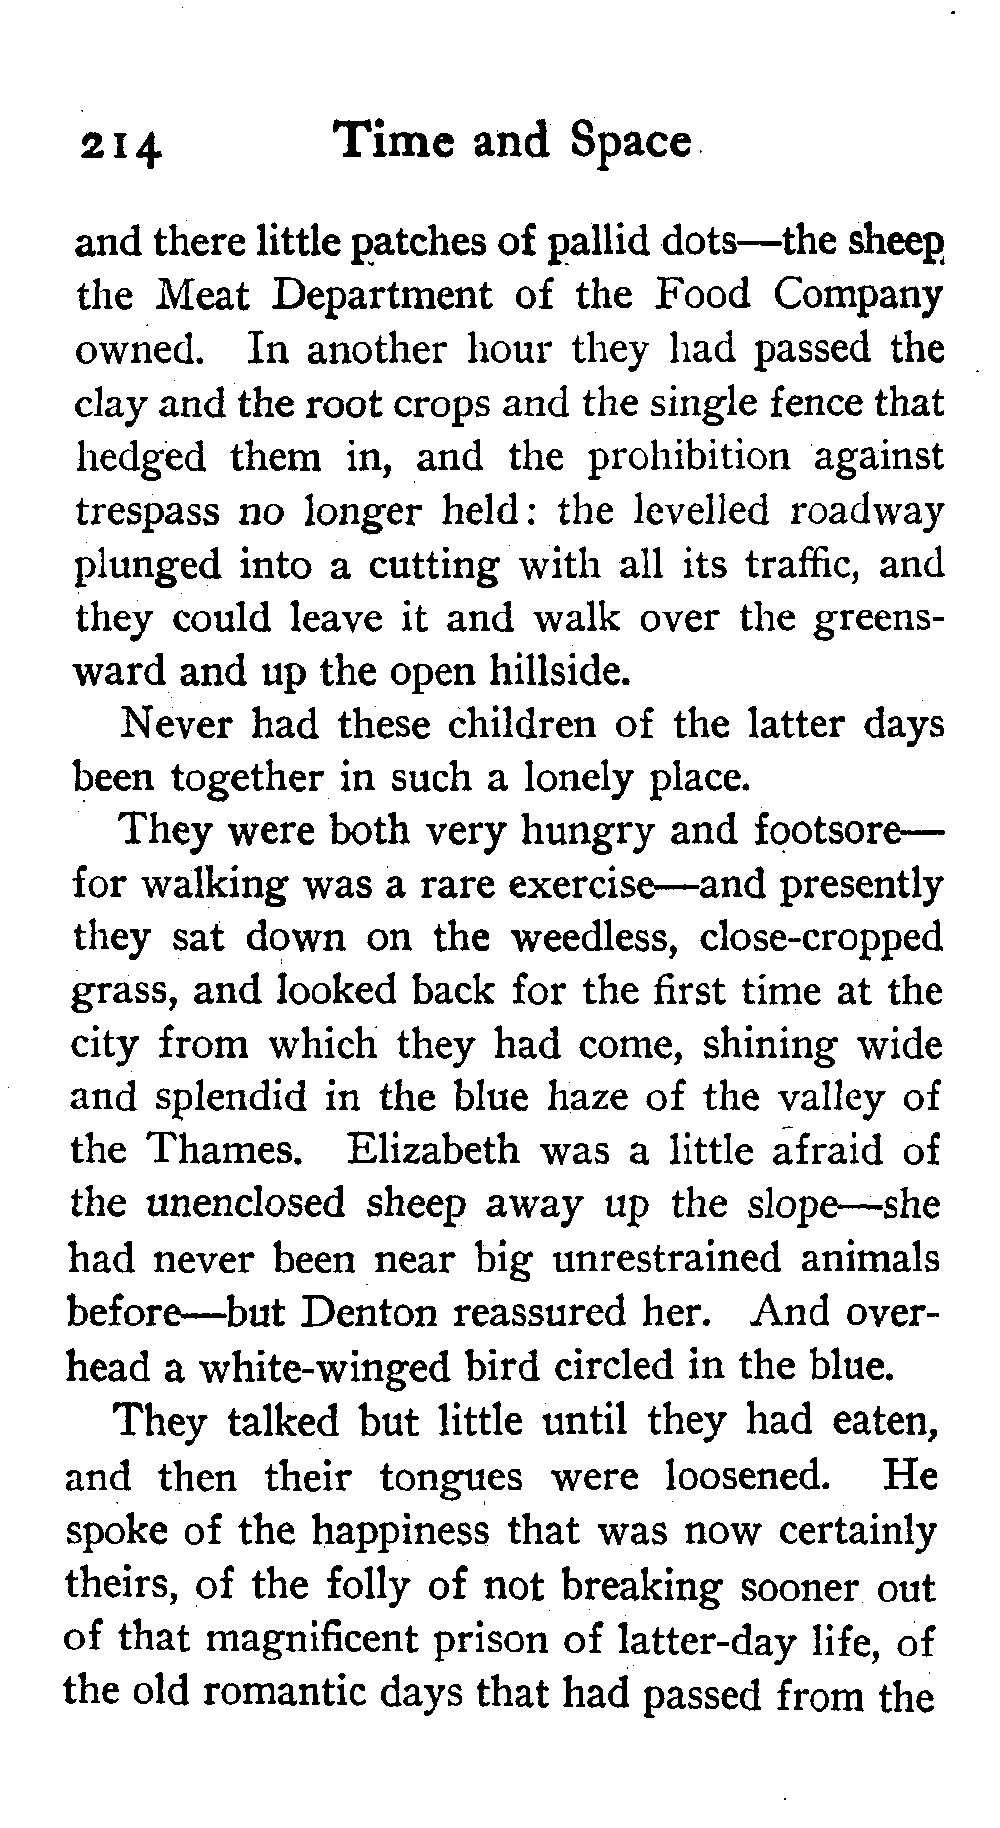 214 Time and Space
and there little patches of pallid dots—the sheep
the Meat Department of the Food Company
owned. In another hour they had passed the
clay and the root crops and the single fence that
hedged them in, and the prohibition against
trespass no longer held: the levelled roadway
plunged into a cutting with all its traffic, and
they could leave it and walk over the greens-
ward and up the open hillside.
Never had these children of the latter days
been together in such a lonely place.
They were both very hungry and footsore—
for walking was a rare exercise—and presently
they sat down on the weedless, close-cropped
grass, and looked back for the first time at the
city from which they had come, shining wide
and splendid in the blue haze of the valley of
the Thames. Elizabeth was a little afraid of
the unenclosed sheep away up the slope—she
had never been near big unrestrained animals
before—but Denton reassured her. And over-
head a white-winged bird circled in the blue.
They talked but little until they had eaten,
and then their tongues were loosened. He
spoke of the happiness that was now certainly
theirs, of the folly of not breaking sooner out
of that magnificent prison of latter-day life, of
the old romantic days that had passed from the